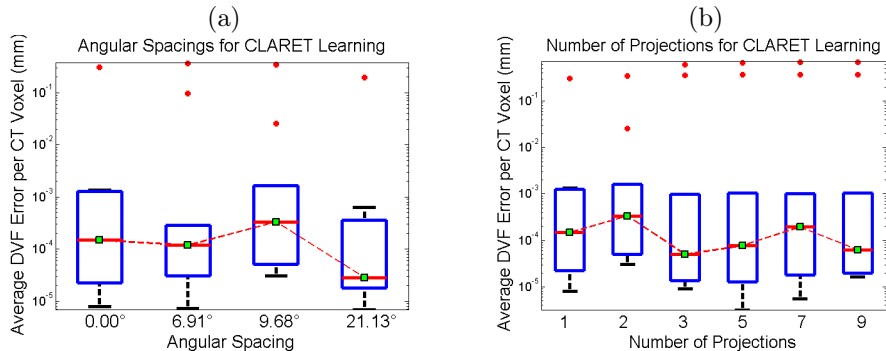 (a)
Angular Spacings for CLARET Learning
Average DVF Error per CT Voxel (mm)
10⁻¹
10⁻²
10⁻³
10⁻⁴
10⁻⁵
0.00° 6.91° 9.68° 21.13°
Angular Spacing
(b)
Number of Projections for CLARET Learning
Average DVF Error per CT Voxel (mm)
10⁻¹
10⁻²
10⁻³
10⁻⁴
10⁻⁵
1 2 3 5 7 9
Number of Projections